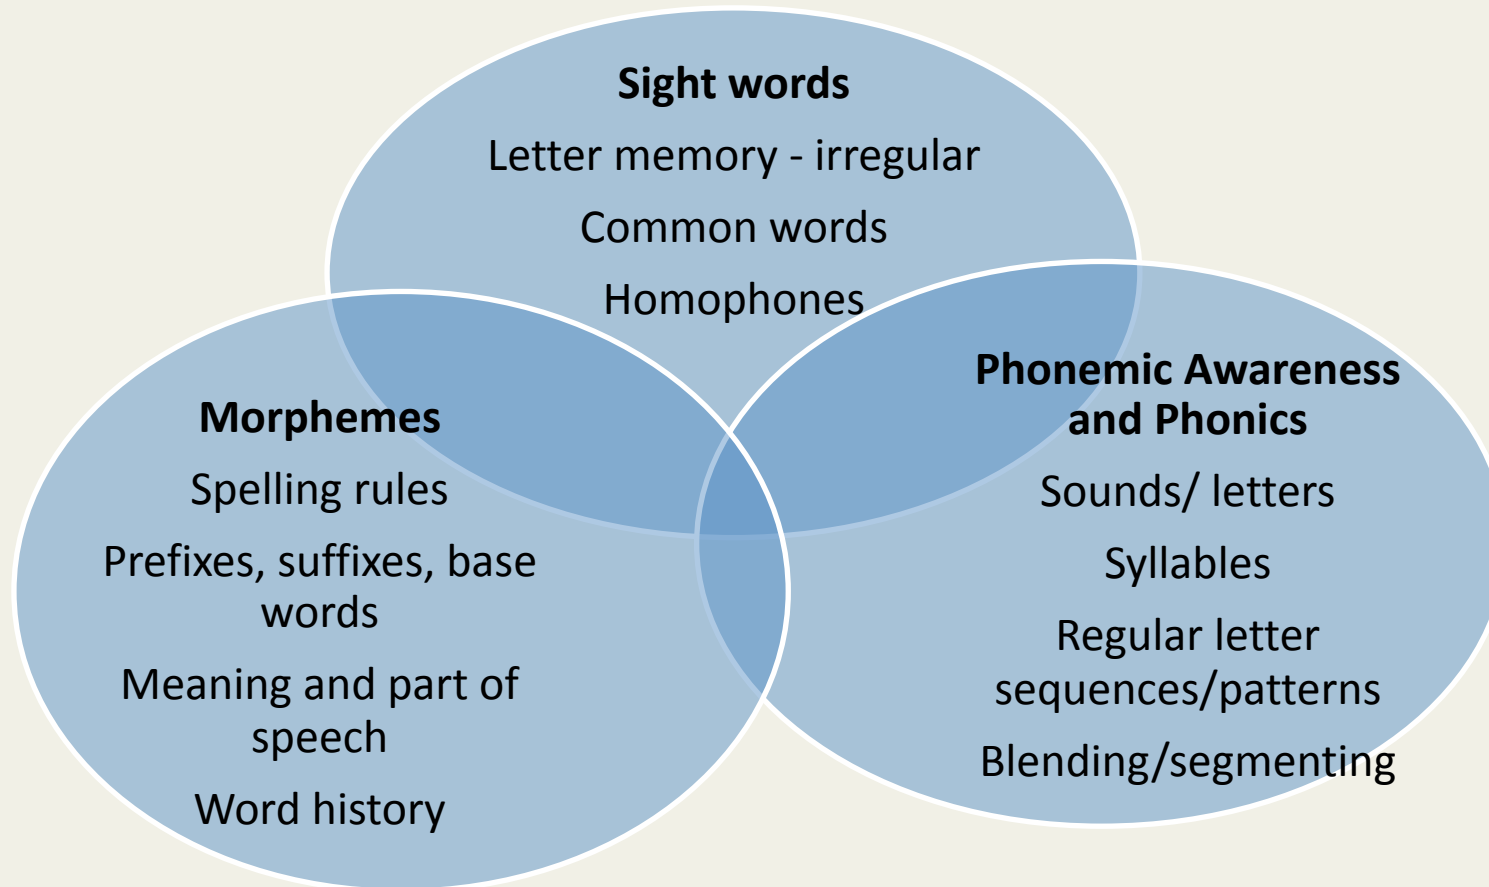 Sight words
Letter memory - irregular
Common words
Homophones
Morphemes
Spelling rules
Prefixes, suffixes, base
words
Meaning and part of
speech
Word history
Phonemic Awareness
and Phonics
Sounds/ letters
Syllables
Regular letter
sequences/patterns
Blending/segmenting